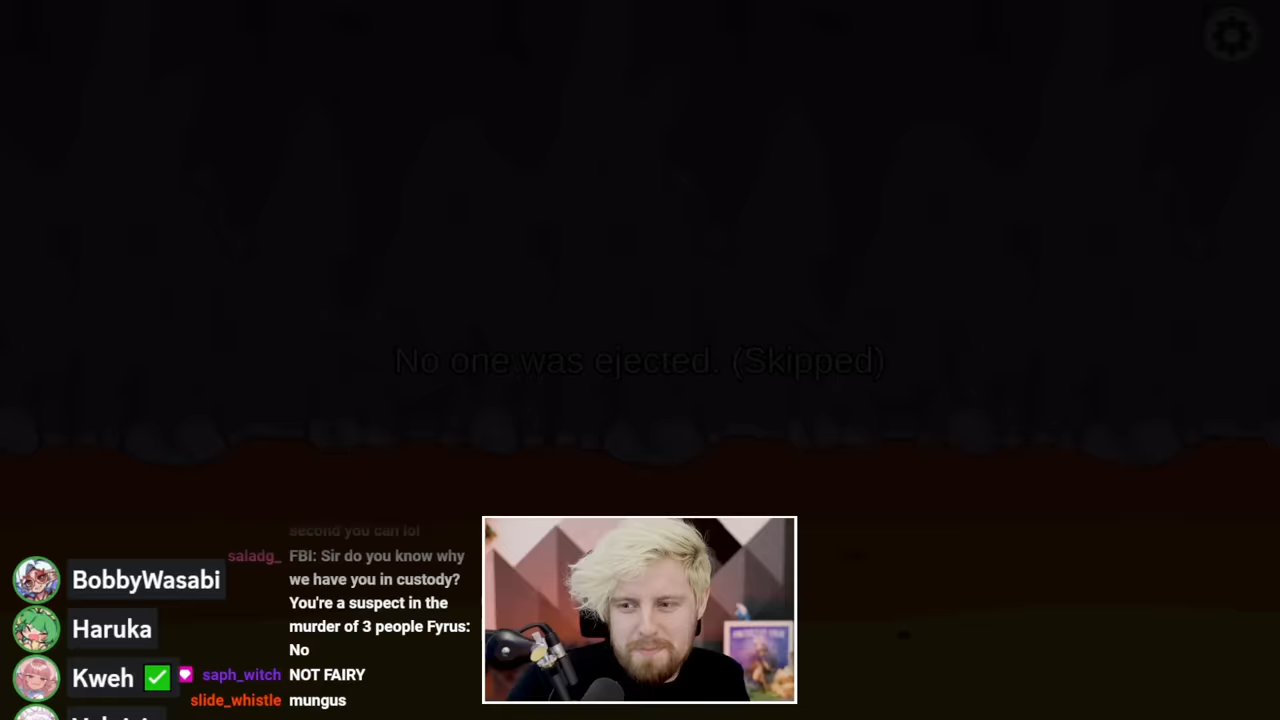 No one was ejected. (Skipped)
second you can lol
saladg_ FBI: Sir do you know why
we have you in custody?
You're a suspect in the
murder of 3 people Fyrus:
No
saph_witch NOT FAIRY
slide_whistle mungus
BobbyWasabi
Haruka
Kweh